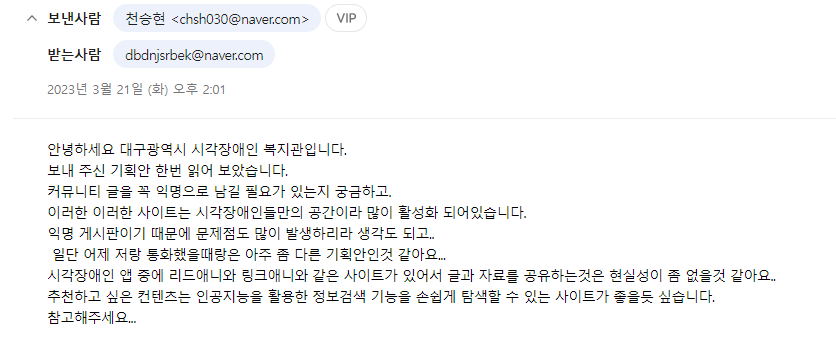 보낸사람 천승현 <chsh030@naver.com> VIP
받는사람 dbdnjsrbek@naver.com
2023년 3월 21일 (화) 오후 2:01
안녕하세요 대구광역시 시각장애인 복지관입니다.
보내 주신 기획안 한번 읽어 보았습니다.
커뮤니티 글을 꼭 익명으로 남길 필요가 있는지 궁금하고.
이러한 이러한 사이트는 시각장애인들만의 공간이라 많이 활성화 되어있습니다.
익명 게시판이기 때문에 문제점도 많이 발생하리라 생각도 되고..
일단 어제 저랑 통화했을때랑은 아주 좀 다른 기획안인것 같아요...
시각장애인 앱 중에 리드애니와 링크애니와 같은 사이트가 있어서 글과 자료를 공유하는것은 현실성이 좀 없을것 같아요..
추천하고 싶은 컨텐츠는 인공지능을 활용한 정보검색 기능을 손쉽게 탐색할 수 있는 사이트가 좋을듯 싶습니다.
참고해주세요...